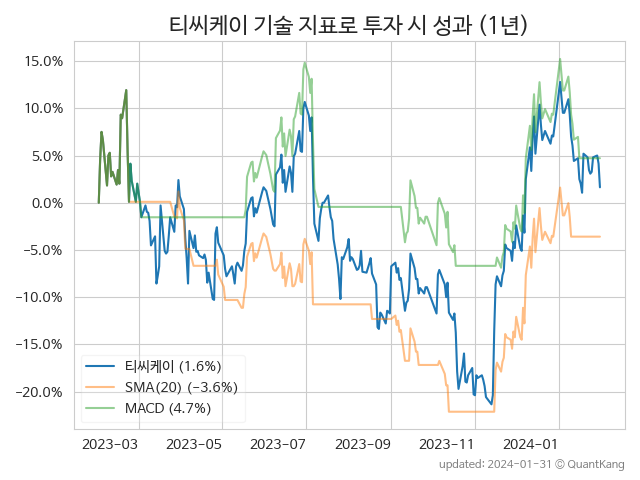 티씨케이 기술 지표로 투자 시 성과 (1년)
15.0%
10.0%
5.0%
0.0%
−5.0%
−10.0%
−15.0%
−20.0%
티씨케이 (1.6%)
SMA(20) (−3.6%)
MACD (4.7%)
2023-03 2023-05 2023-07 2023-09 2023-11 2024-01
updated: 2024-01-31 © QuantKang